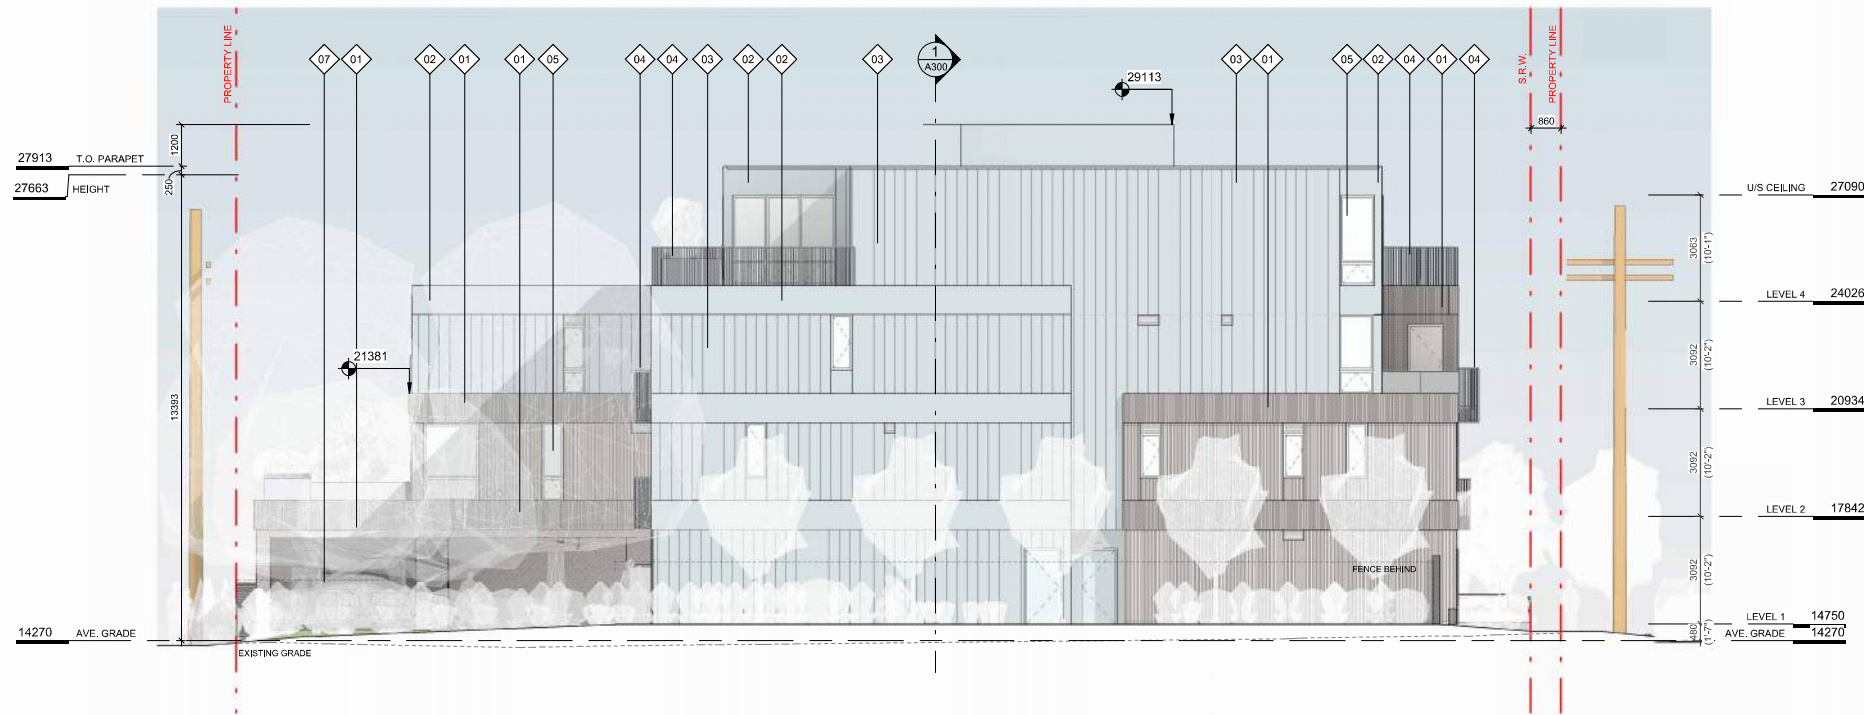 PROPERTY LINE
07 01 02 01 01 05 04 04 03 02 02 03
1
A300
03 01 05 02 04 01 04
S.R.W.
PROPERTY LINE
860
29113
1200
27913 T.O. PARAPET
250
27663 HEIGHT
U/S CEILING 27090
3063
(10'-1")
LEVEL 4 24026
21381
3092
(10'-2")
13393
LEVEL 3 20934
3092
(10'-2")
LEVEL 2 17842
3092
(10'-2")
FENCE BEHIND
LEVEL 1 14750
14270 AVE. GRADE
480
(1'-7")
AVE. GRADE 14270
EXISTING GRADE